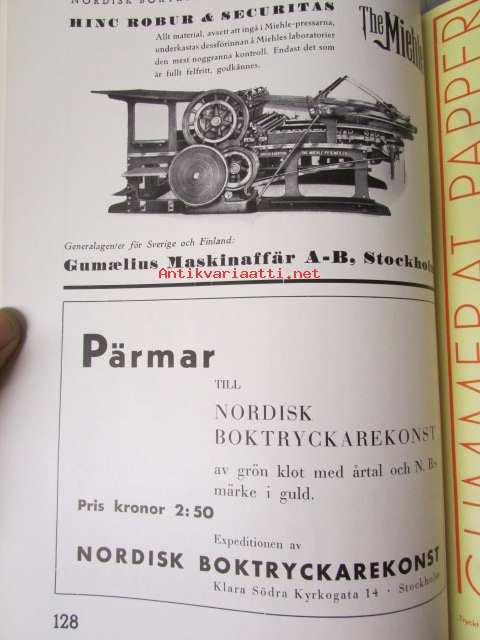 HINC ROBUR & SECURITAS
Allt material, avsett att ingå i Miehle-pressarna,
underkastas dessförinnan å Miehles laboratorier
den mest noggranna kontroll. Endast det som
är fullt felfritt, godkännes.
The Miehle
Generalagenter för Sverige och Finland:
Gumælius Maskinaffär A-B, Stockholm
Antikvariaatti.net
Pärmar
TILL
NORDISK
BOKTRYCKAREKONST
av grön klot med årtal och N. B.-
märke i guld.
Pris kronor 2:50
Expeditionen av
NORDISK BOKTRYCKAREKONST
Klara Södra Kyrkogata 14 · Stockholm
128
GUMMERAT PAPPER
Tryckt